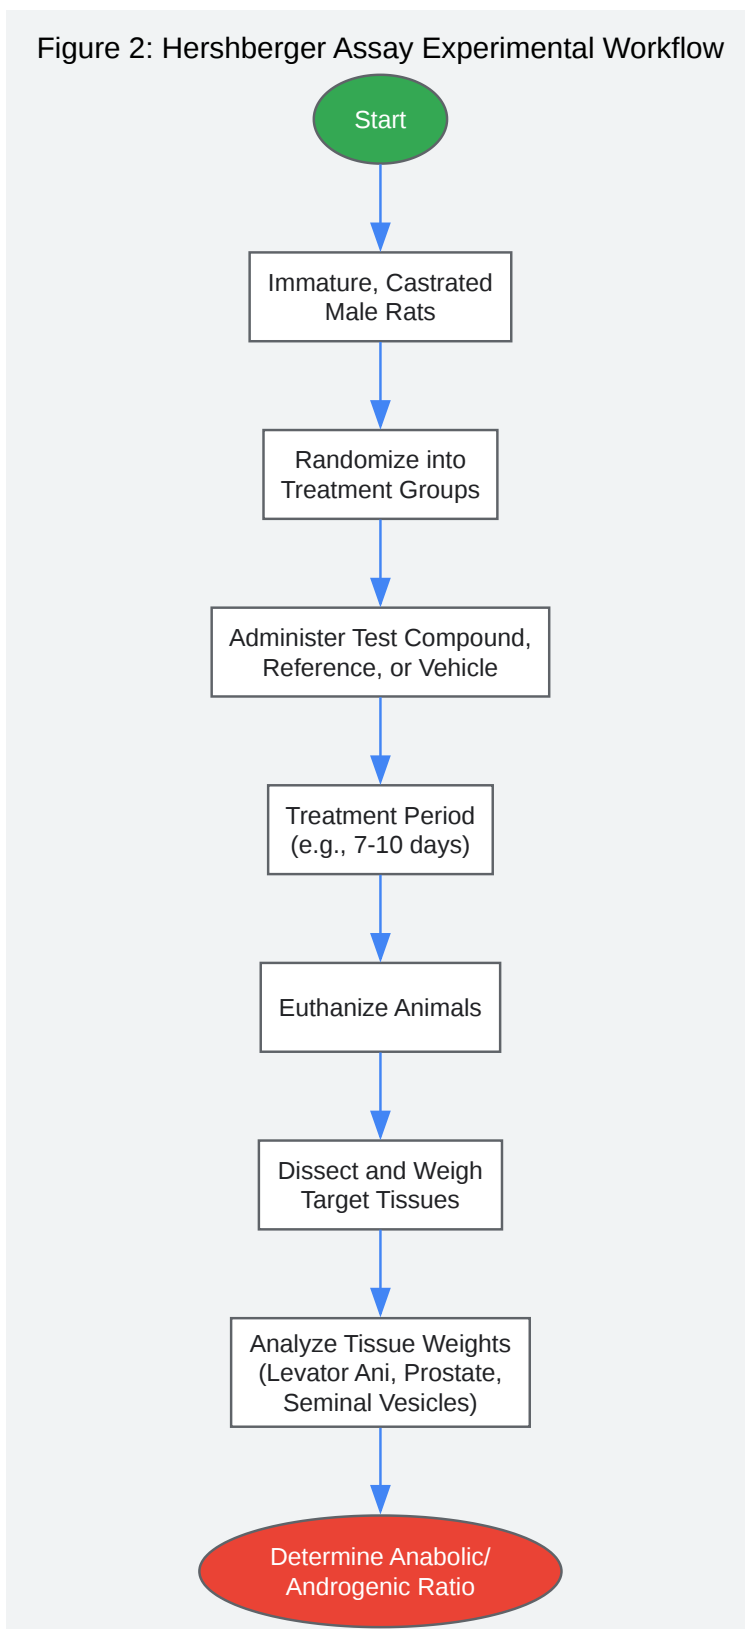 Figure 2: Hershberger Assay Experimental Workflow
Start
Immature, Castrated
Male Rats
Randomize into
Treatment Groups
Administer Test Compound,
Reference, or Vehicle
Treatment Period
(e.g., 7-10 days)
Euthanize Animals
Dissect and Weigh
Target Tissues
Analyze Tissue Weights
(Levator Ani, Prostate,
Seminal Vesicles)
Determine Anabolic/
Androgenic Ratio